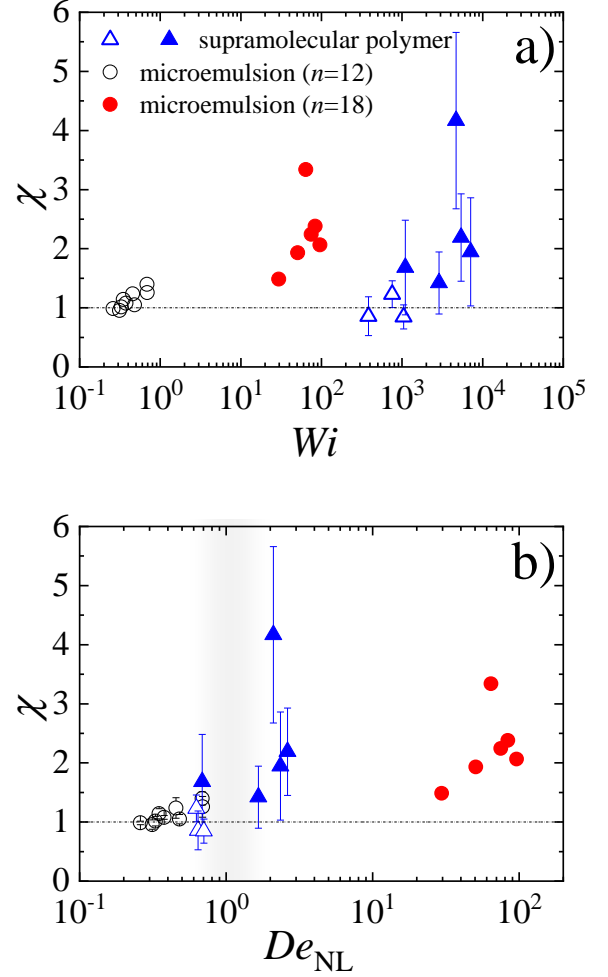 6
a)
supramolecular polymer
5
microemulsion (n=12)
microemulsion (n=18)
4
χ
3
2
1
0
10⁻¹ 10⁰ 10¹ 10² 10³ 10⁴ 10⁵
Wi
6
b)
5
4
χ
3
2
1
0
10⁻¹ 10⁰ 10¹ 10²
De_NL